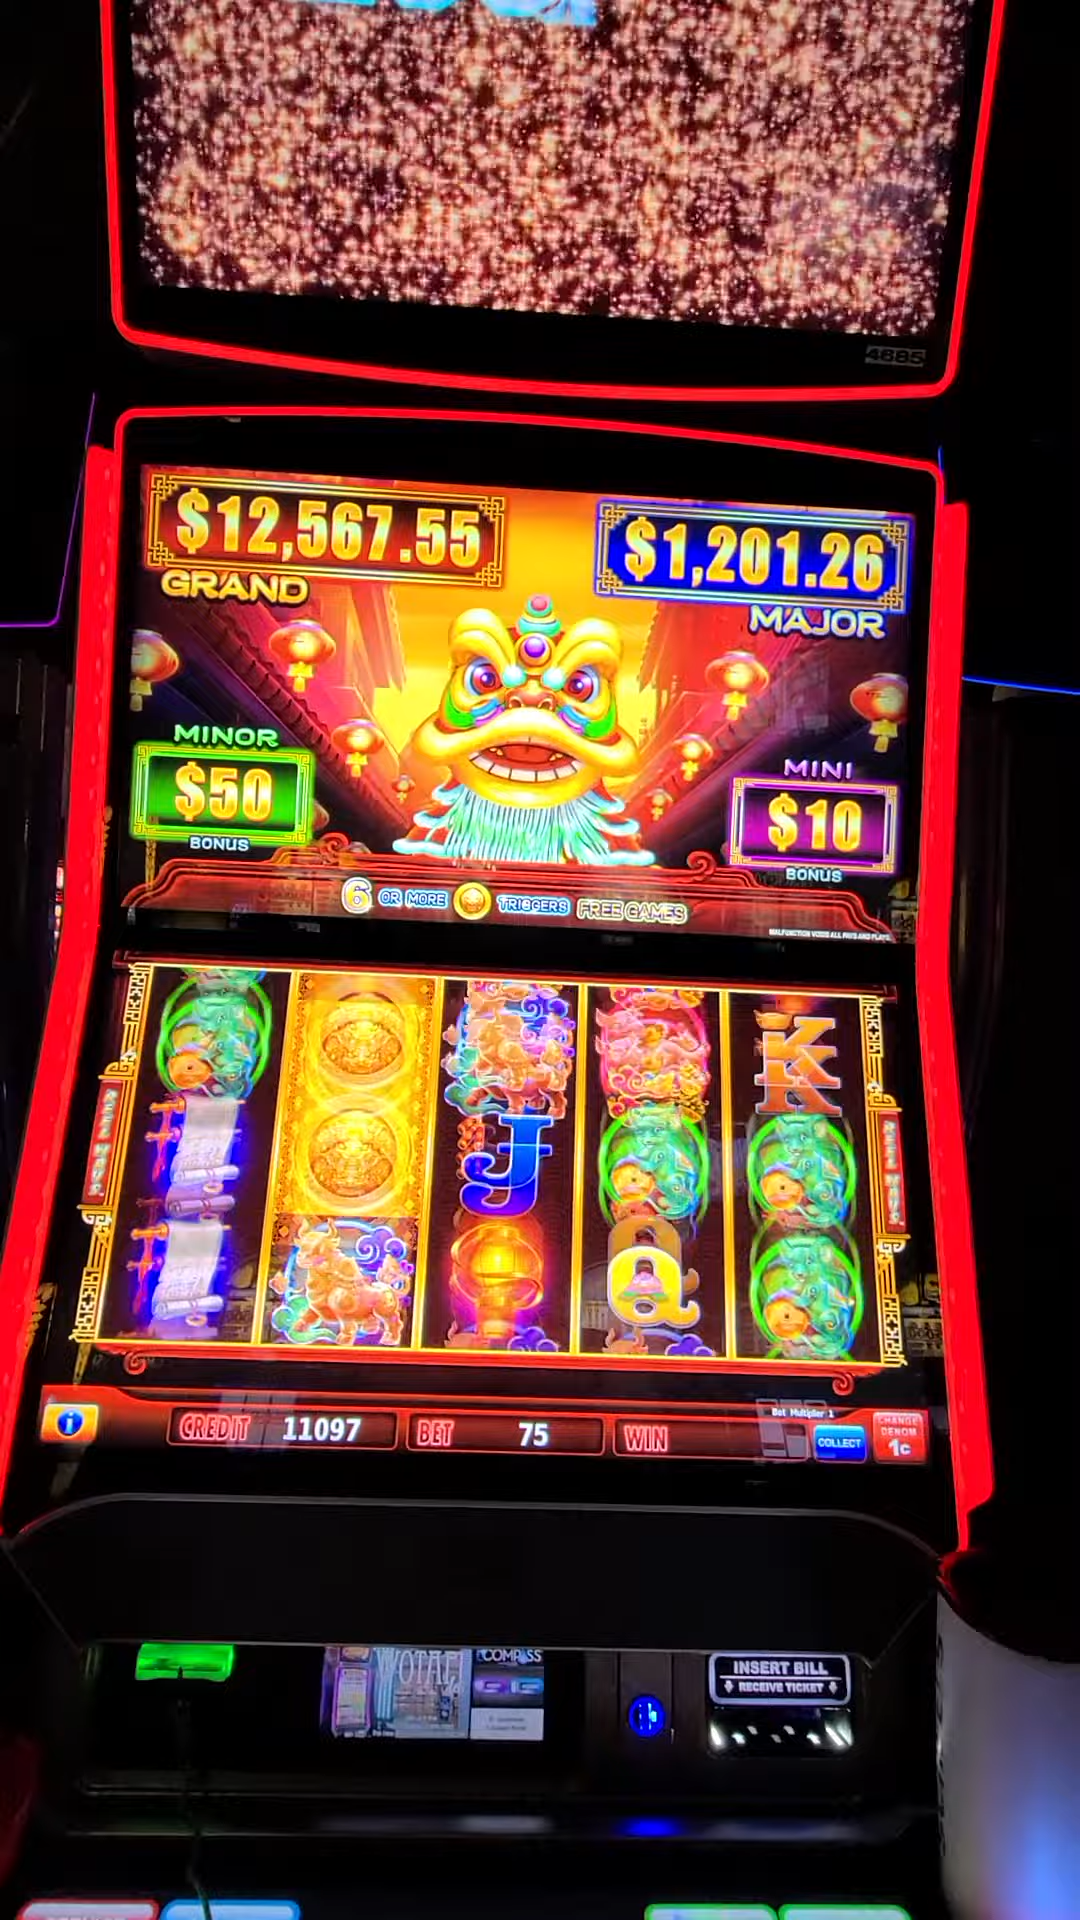 4685
$12,567.55
GRAND
$1,201.26
MAJOR
MINOR
$50
BONUS
MINI
$10
BONUS
6 OR MORE TRIGGERS FREE GAMES
MALFUNCTION VOIDS ALL PAYS AND PLAYS
K
K
J
Q
Bet Multiplier 1
CREDIT 11097 BET 75 WIN
COLLECT
CHANGE
DENOM
1c
COMPASS
INSERT BILL
RECEIVE TICKET